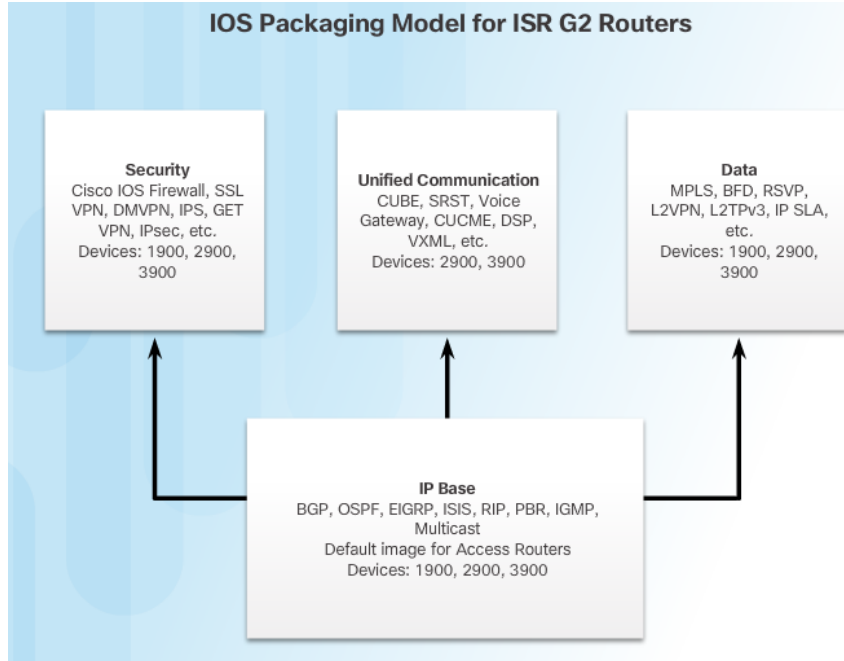 IOS Packaging Model for ISR G2 Routers
Security
Cisco IOS Firewall, SSL
VPN, DMVPN, IPS, GET
VPN, IPsec, etc.
Devices: 1900, 2900,
3900
Unified Communication
CUBE, SRST, Voice
Gateway, CUCME, DSP,
VXML, etc.
Devices: 2900, 3900
Data
MPLS, BFD, RSVP,
L2VPN, L2TPv3, IP SLA,
etc.
Devices: 1900, 2900,
3900
IP Base
BGP, OSPF, EIGRP, ISIS, RIP, PBR, IGMP,
Multicast
Default image for Access Routers
Devices: 1900, 2900, 3900